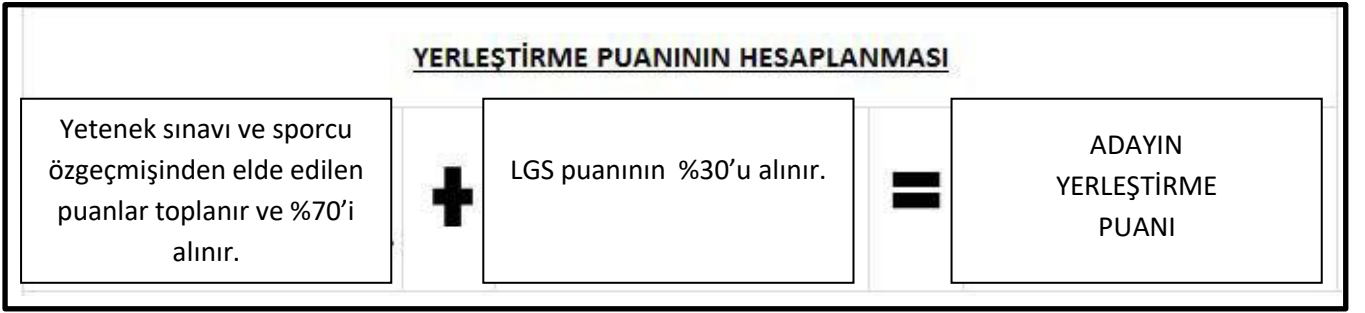 YERLEŞTİRME PUANININ HESAPLANMASI
Yetenek sınavı ve sporcu
özgeçmişinden elde edilen
puanlar toplanır ve %70’i
alınır.
+
LGS puanının %30’u alınır.
=
ADAYIN
YERLEŞTİRME
PUANI